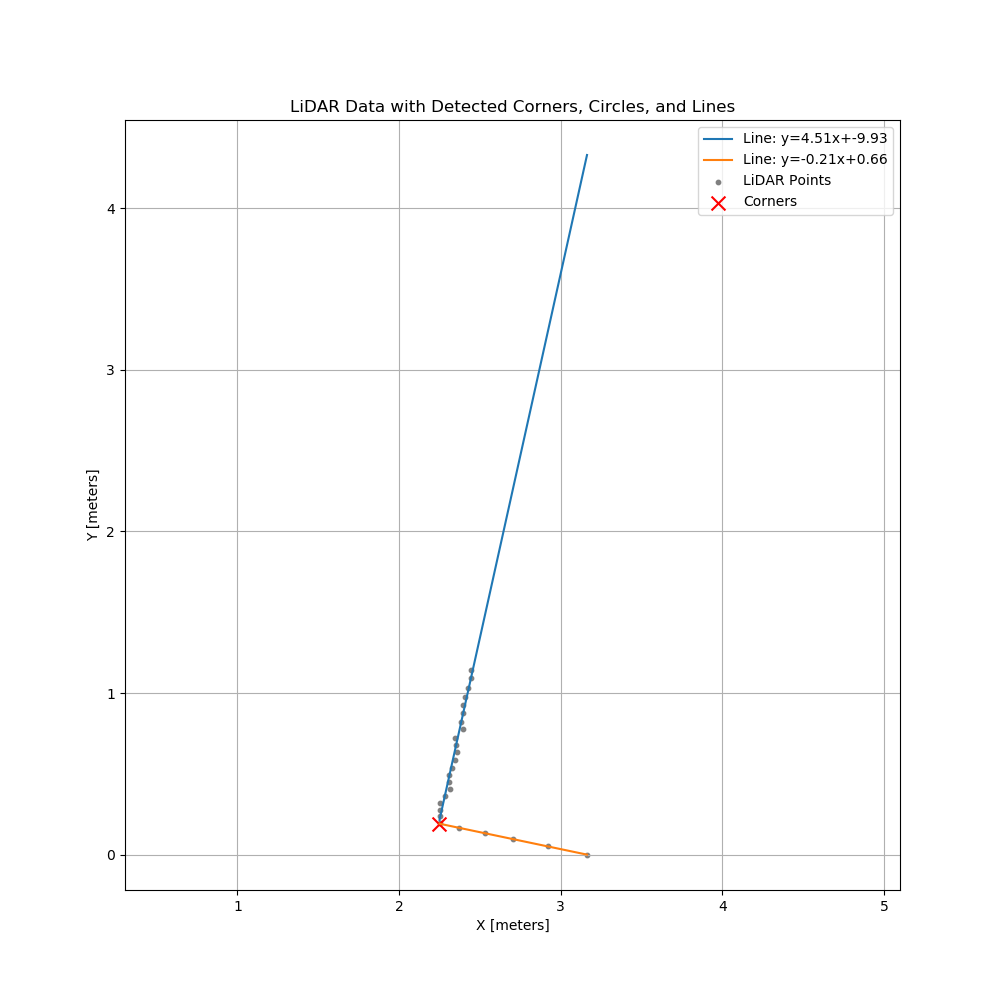 LiDAR Data with Detected Corners, Circles, and Lines
Line: y=4.51x+-9.93
Line: y=-0.21x+0.66
LiDAR Points
Corners
4
3
2
1
0
Y [meters]
1
2
3
4
5
X [meters]